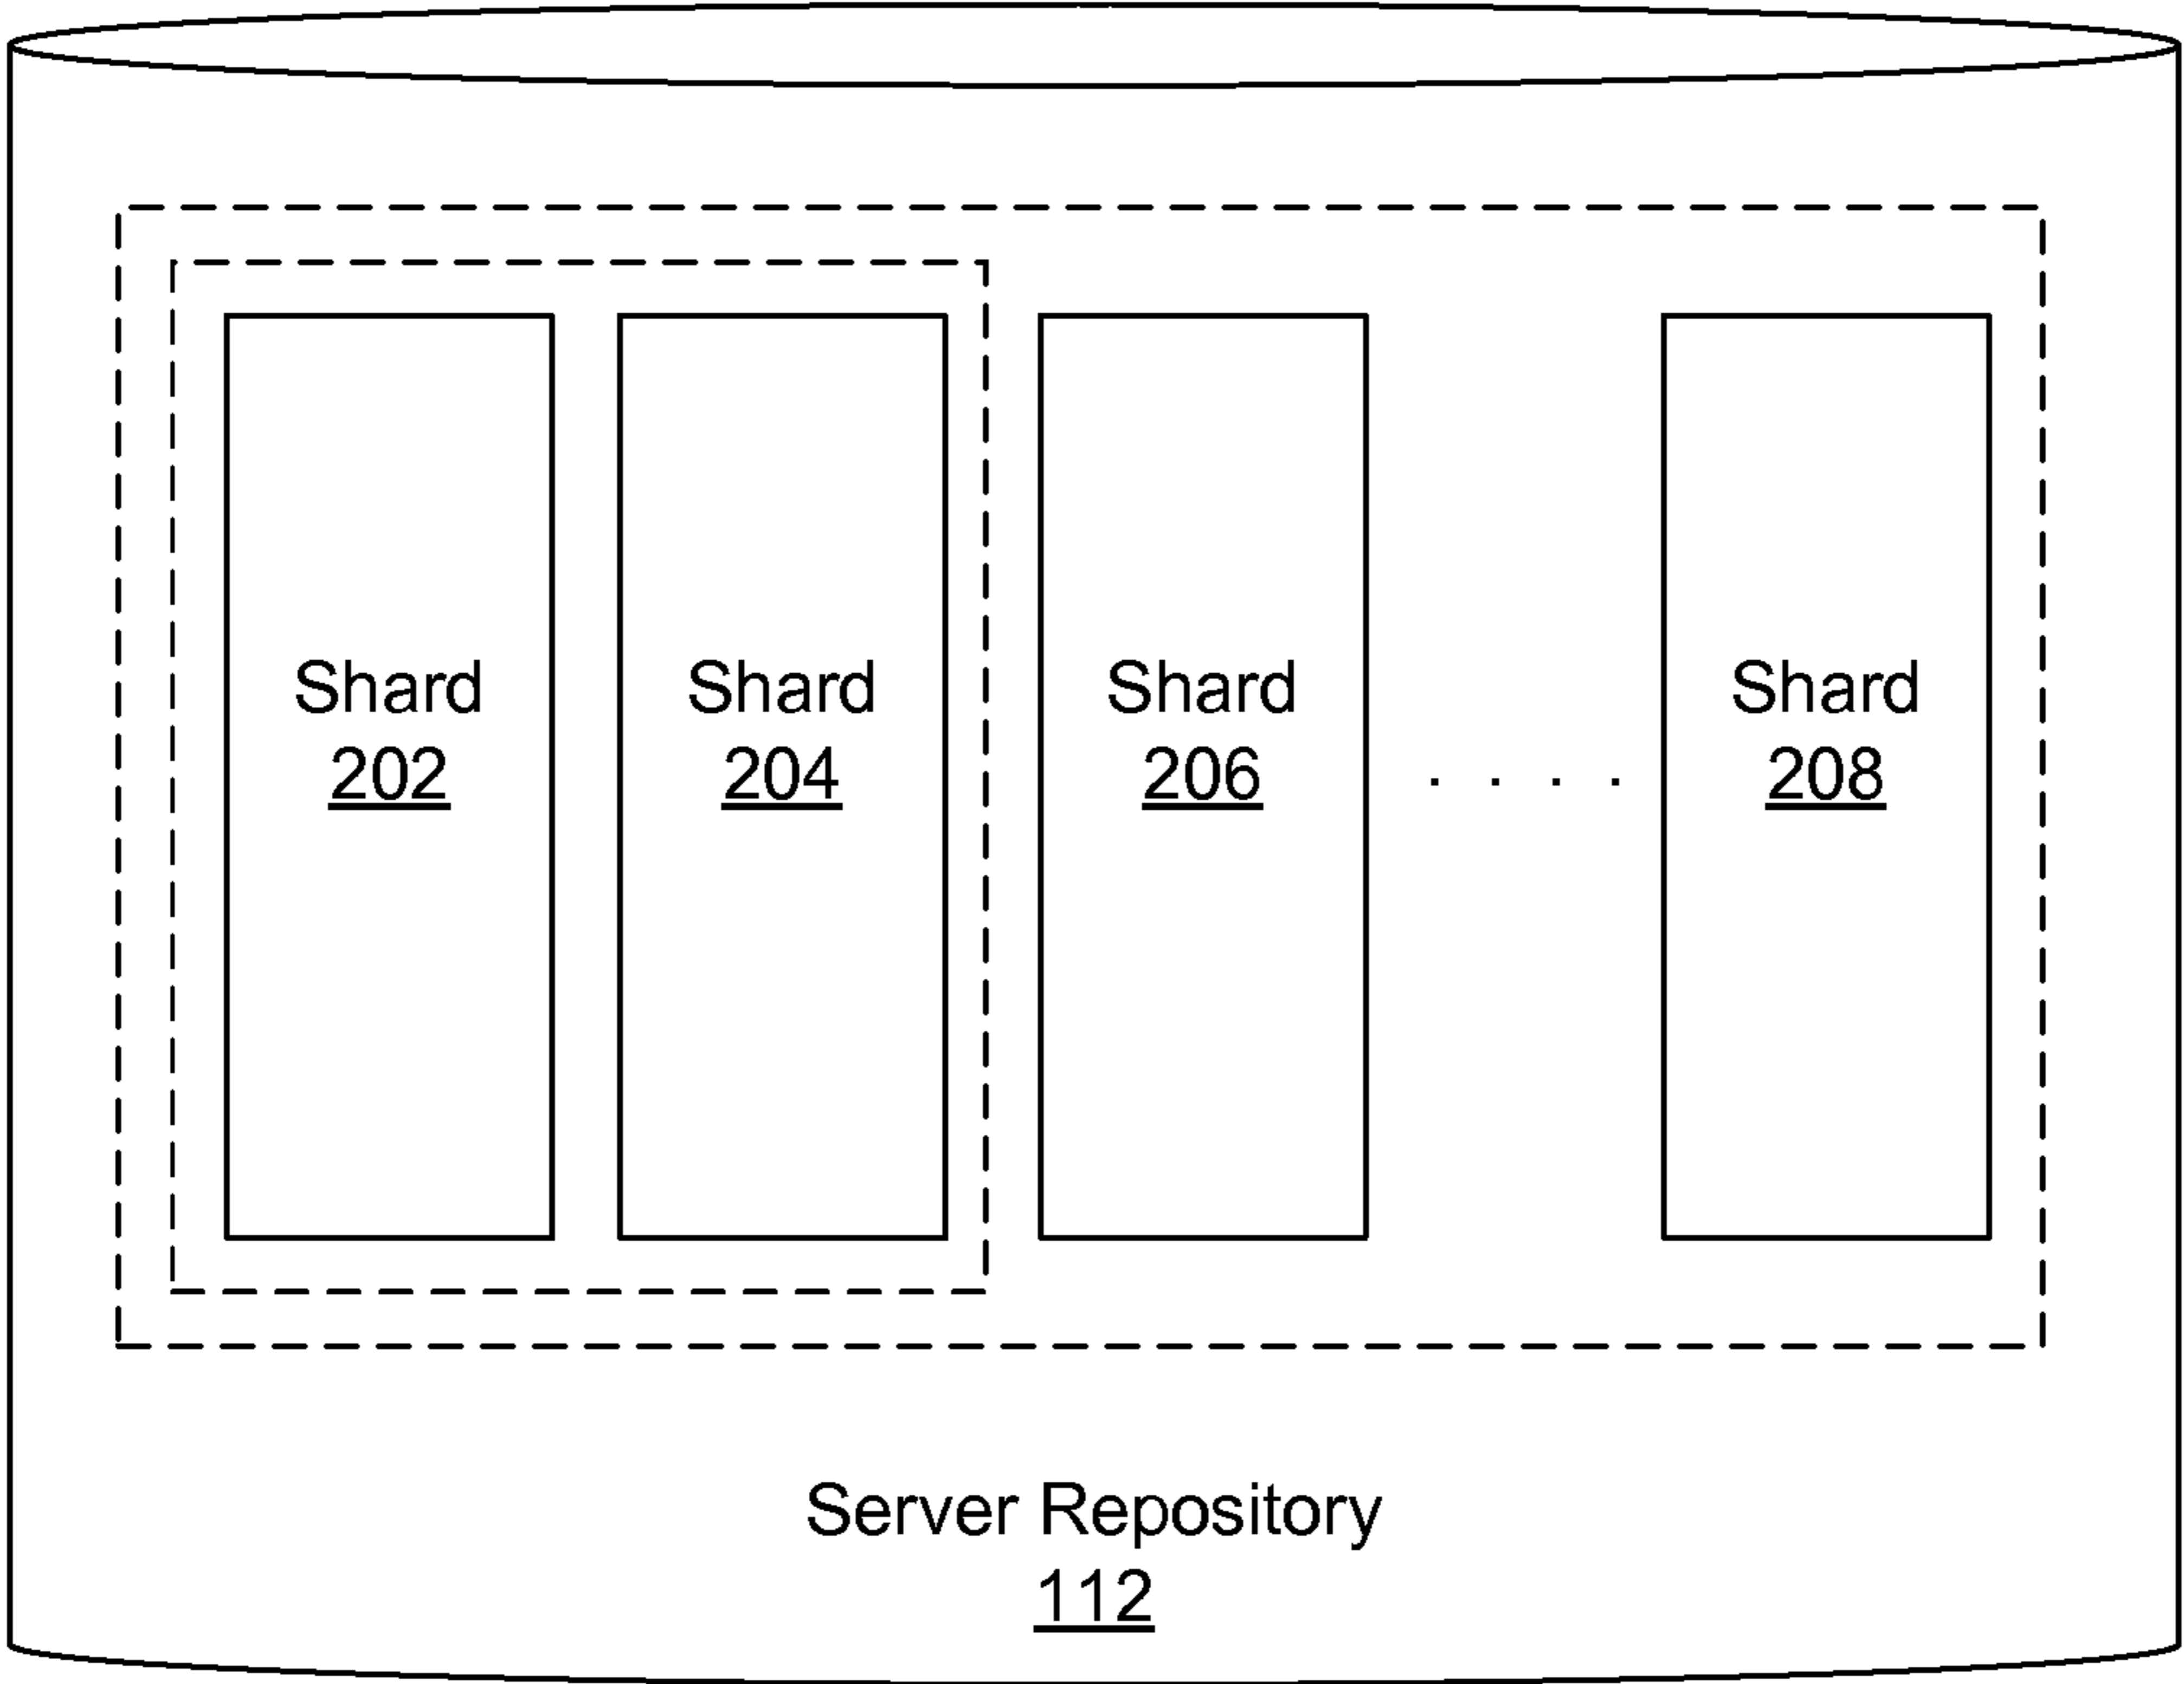 Shard
202
Shard
204
Shard
206
. . . .
Shard
208
Server Repository
112